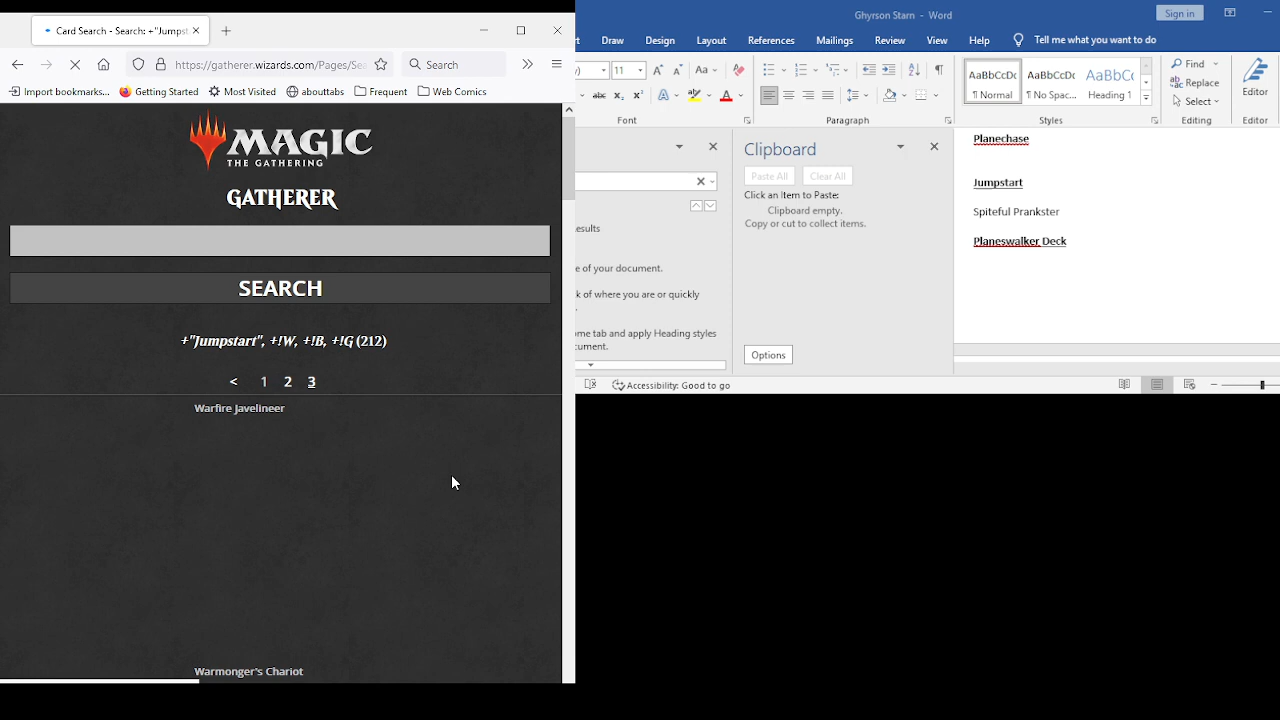 Card Search - Search: +"Jumpst
https://gatherer.wizards.com/Pages/Sea
Search
Import bookmarks...
Getting Started
Most Visited
abouttabs
Frequent
Web Cas
MAGIC
THE GATHERING
GATHERER
SEARCH
+"Jumpstart", +!W, +!B, +!G (212)
< 1 2 3
Warfire Javelineer
Warmonger's Chariot
Ghyrson Starn - Word
Sign in
Draw Design Layout References Mailings Review View Help Tell me what you want to do
11
Aa
abc x₂ x² A A
Font
Paragraph
AaBbCcDc AaBbCcDc AaBbCc
¶ Normal ¶ No Spac... Heading 1
Styles
Find
Replace
Select
Editing
Editor
Editor
esults
e of your document.
k of where you are or quickly
ome tab and apply Heading styles
cument.
Clipboard
Paste All Clear All
Click an Item to Paste:
Clipboard empty.
Copy or cut to collect items.
Options
Planechase
Jumpstart
Spiteful Prankster
Planeswalker Deck
Accessibility: Good to go